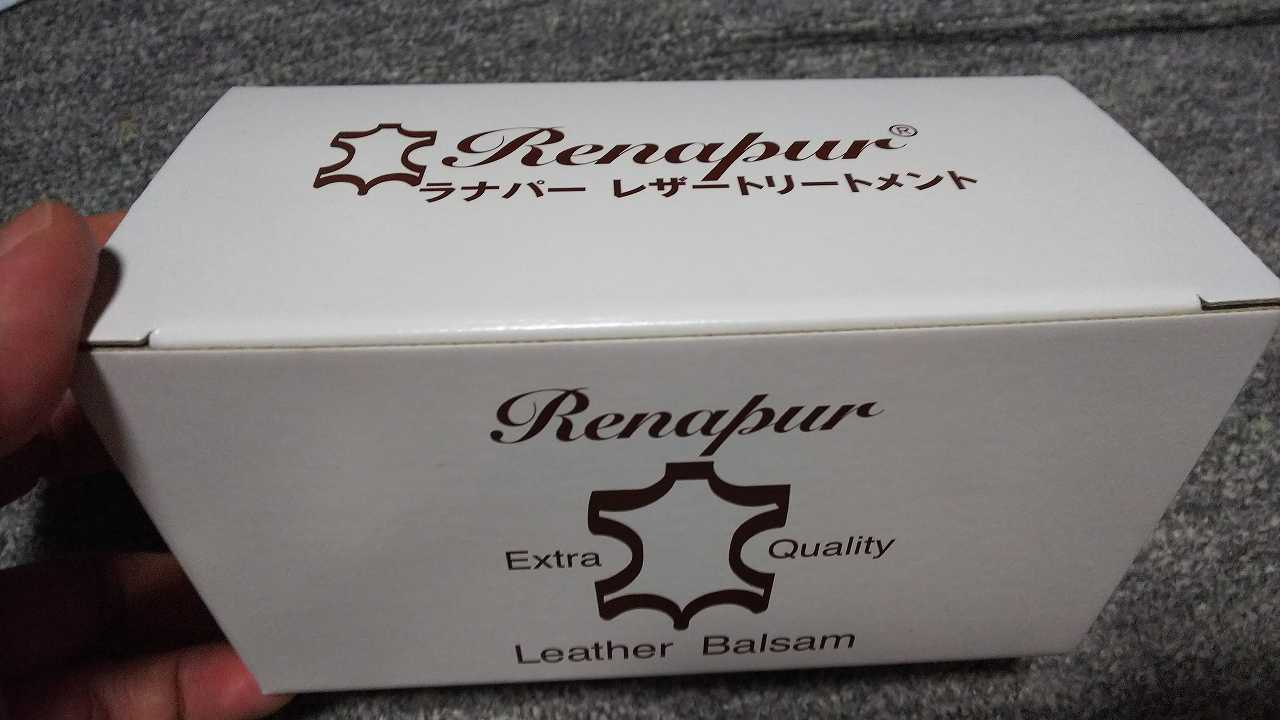 Renapur®
ラナパー レザートリートメント
Renapur
Extra Quality
Leather Balsam